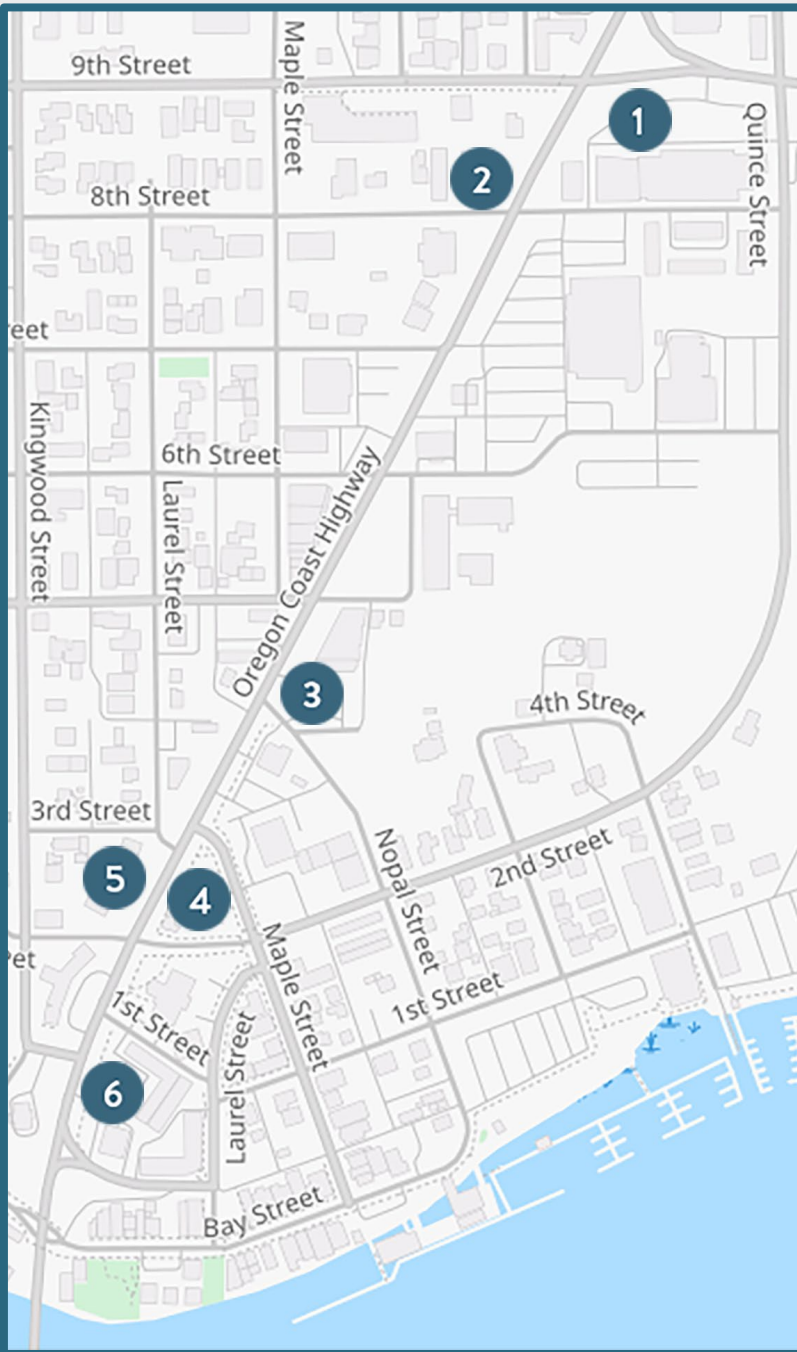 9th Street
Maple Street
1
Quince Street
2
8th Street
reet
Kingwood Street
6th Street
Laurel Street
Oregon Coast Highway
3
4th Street
3rd Street
5
4
2nd Street
Nopal Street
Maple Street
Pet
1st Street
1st Street
Laurel Street
6
Bay Street